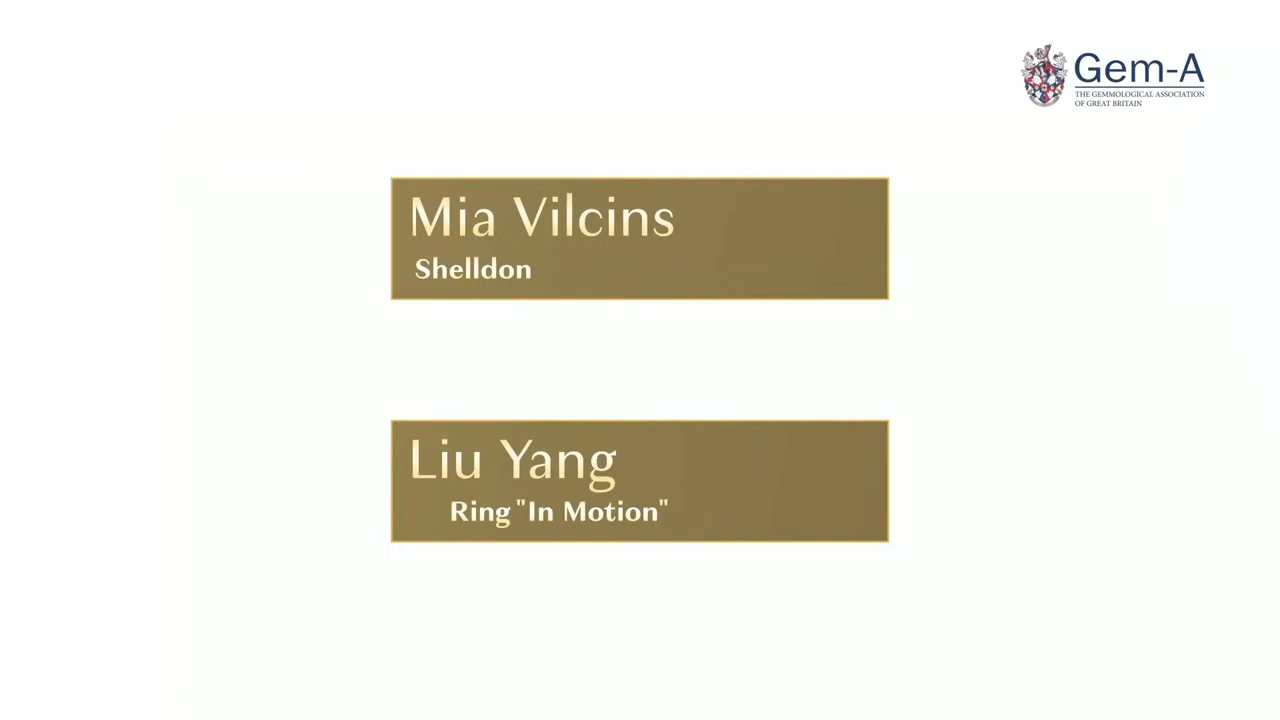 Gem-A
THE GEMMOLOGICAL ASSOCIATION
OF GREAT BRITAIN
Mia Vilcins
Shelldon
Liu Yang
Ring "In Motion"